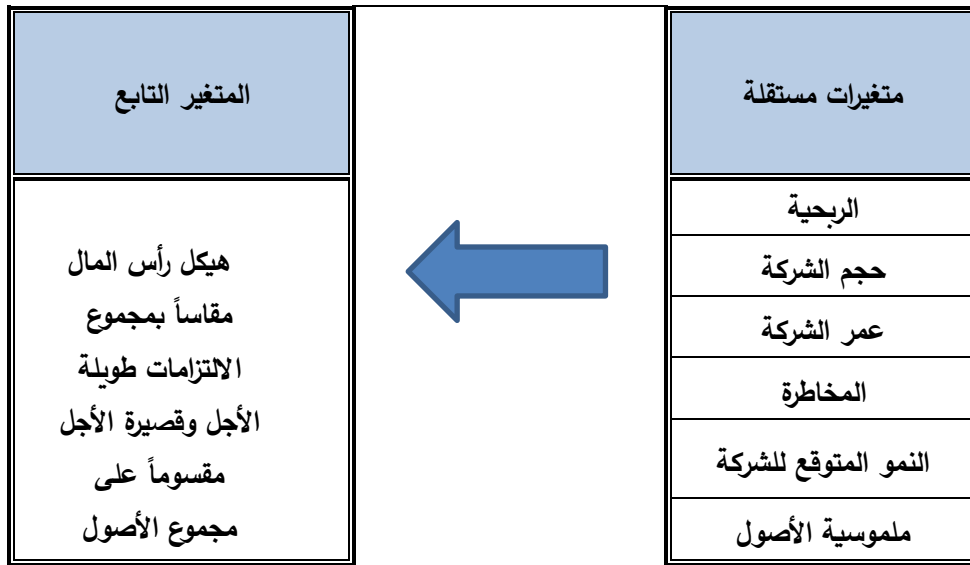 متغيرات مستقلة
الربحية
حجم الشركة
عمر الشركة
المخاطرة
النمو المتوقع للشركة
ملموسية الأصول
المتغير التابع
هيكل رأس المال
مقاساً بمجموع
الالتزامات طويلة
الأجل وقصيرة الأجل
مقسوماً على
مجموع الأصول